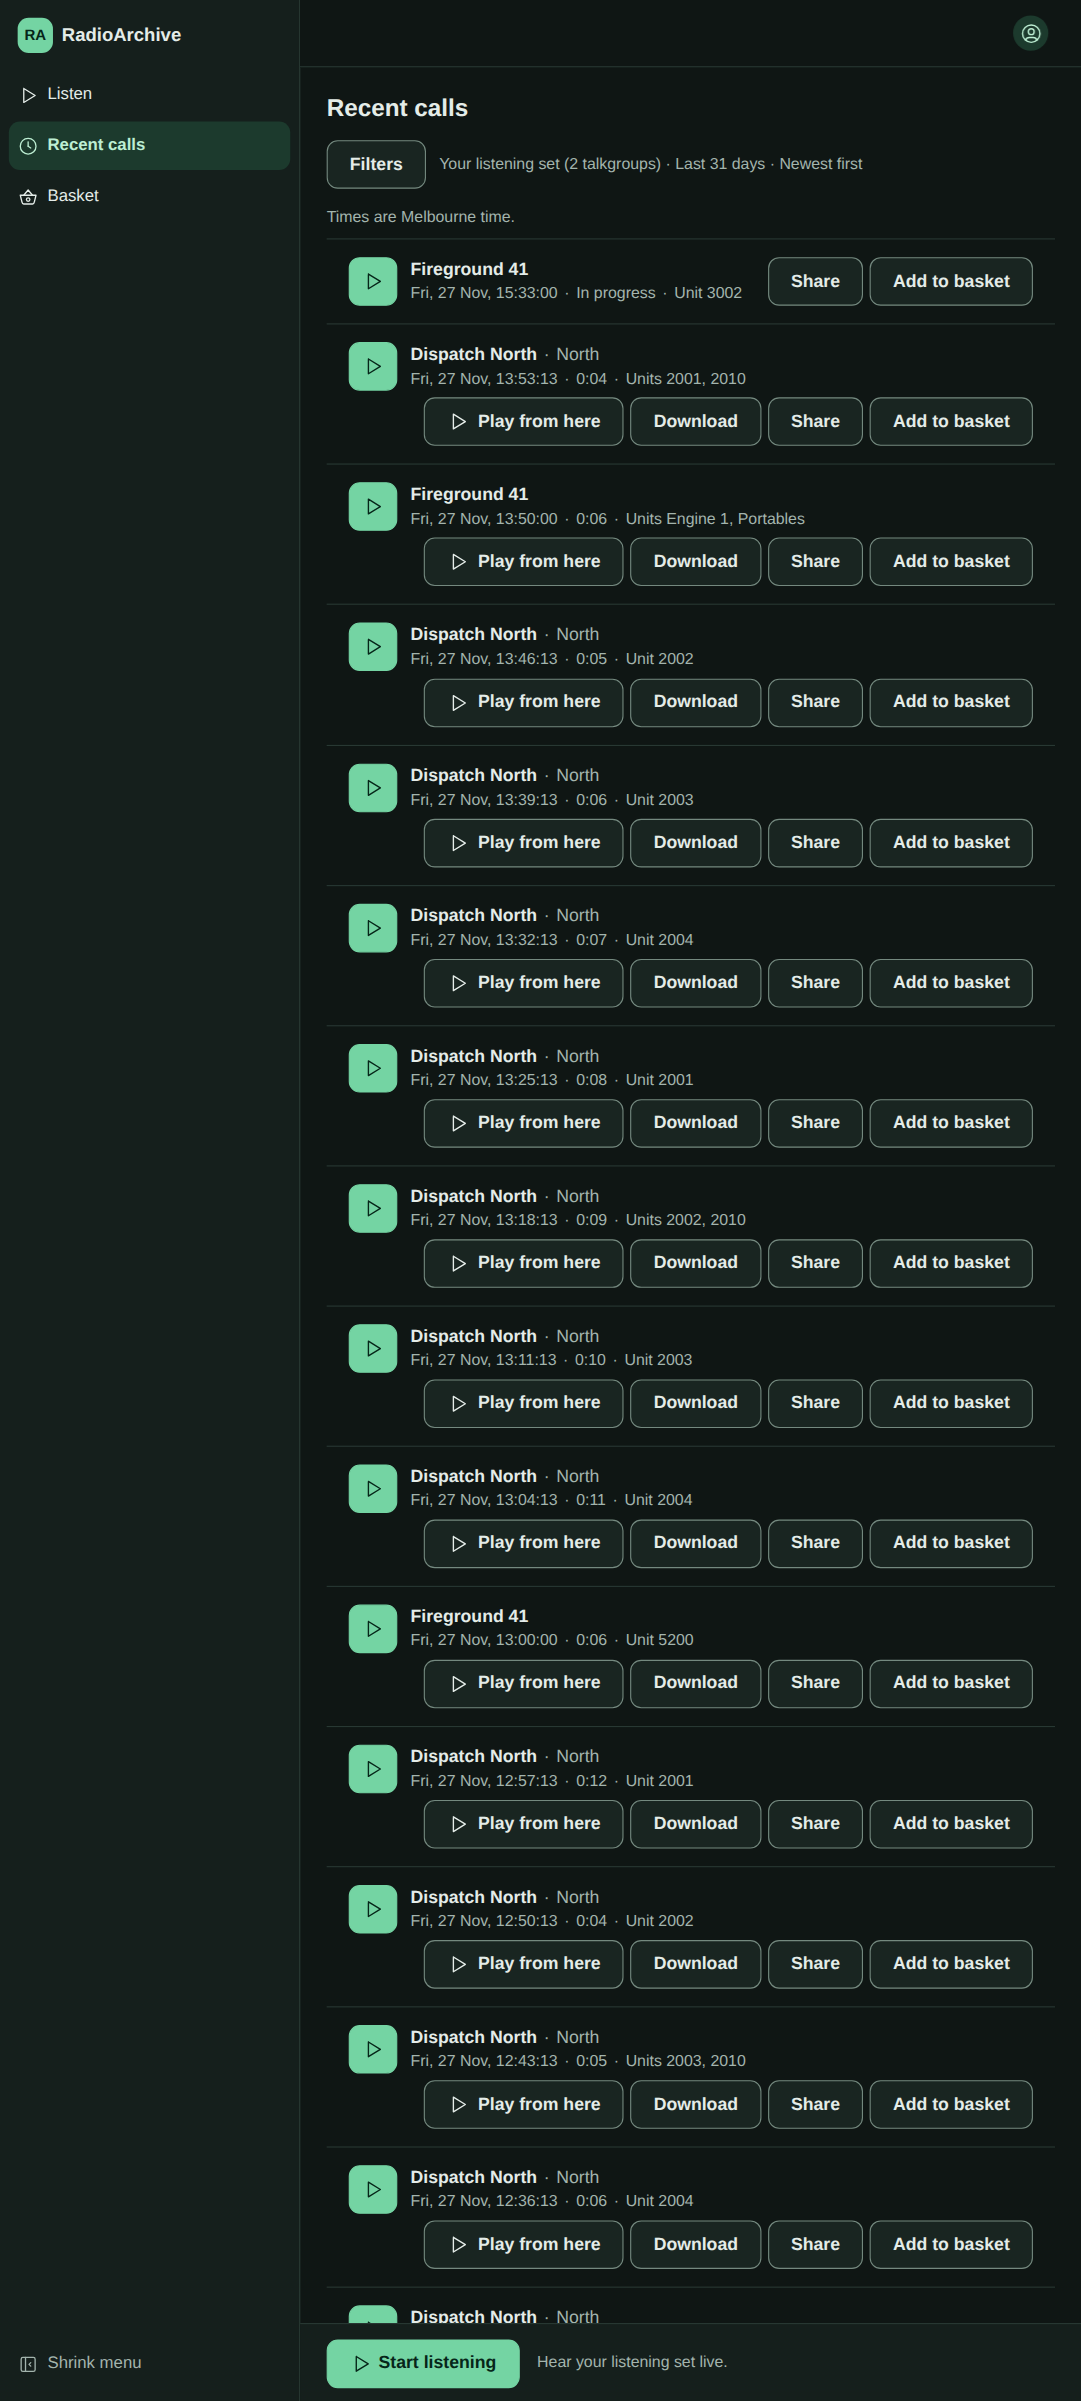 RA RadioArchive
Listen
Recent calls
Basket
Recent calls
Filters Your listening set (2 talkgroups) · Last 31 days · Newest first
Times are Melbourne time.
Fireground 41
Fri, 27 Nov, 15:33:00 · In progress · Unit 3002
Share Add to basket
Dispatch North · North
Fri, 27 Nov, 13:53:13 · 0:04 · Units 2001, 2010
Play from here Download Share Add to basket
Fireground 41
Fri, 27 Nov, 13:50:00 · 0:06 · Units Engine 1, Portables
Play from here Download Share Add to basket
Dispatch North · North
Fri, 27 Nov, 13:46:13 · 0:05 · Unit 2002
Play from here Download Share Add to basket
Dispatch North · North
Fri, 27 Nov, 13:39:13 · 0:06 · Unit 2003
Play from here Download Share Add to basket
Dispatch North · North
Fri, 27 Nov, 13:32:13 · 0:07 · Unit 2004
Play from here Download Share Add to basket
Dispatch North · North
Fri, 27 Nov, 13:25:13 · 0:08 · Unit 2001
Play from here Download Share Add to basket
Dispatch North · North
Fri, 27 Nov, 13:18:13 · 0:09 · Units 2002, 2010
Play from here Download Share Add to basket
Dispatch North · North
Fri, 27 Nov, 13:11:13 · 0:10 · Unit 2003
Play from here Download Share Add to basket
Dispatch North · North
Fri, 27 Nov, 13:04:13 · 0:11 · Unit 2004
Play from here Download Share Add to basket
Fireground 41
Fri, 27 Nov, 13:00:00 · 0:06 · Unit 5200
Play from here Download Share Add to basket
Dispatch North · North
Fri, 27 Nov, 12:57:13 · 0:12 · Unit 2001
Play from here Download Share Add to basket
Dispatch North · North
Fri, 27 Nov, 12:50:13 · 0:04 · Unit 2002
Play from here Download Share Add to basket
Dispatch North · North
Fri, 27 Nov, 12:43:13 · 0:05 · Units 2003, 2010
Play from here Download Share Add to basket
Dispatch North · North
Fri, 27 Nov, 12:36:13 · 0:06 · Unit 2004
Play from here Download Share Add to basket
Dispatch North · North
Shrink menu
Start listening Hear your listening set live.